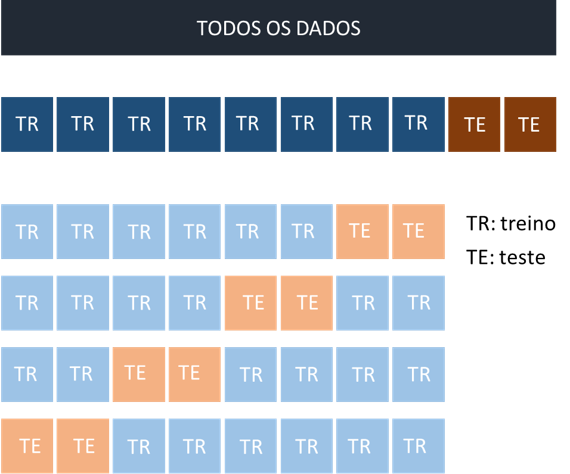 TODOS OS DADOS
TR TR TR TR TR TR TR TR TE TE
TR TR TR TR TR TR TE TE
TR: treino
TE: teste
TR TR TR TR TE TE TR TR
TR TR TE TE TR TR TR TR
TE TE TR TR TR TR TR TR